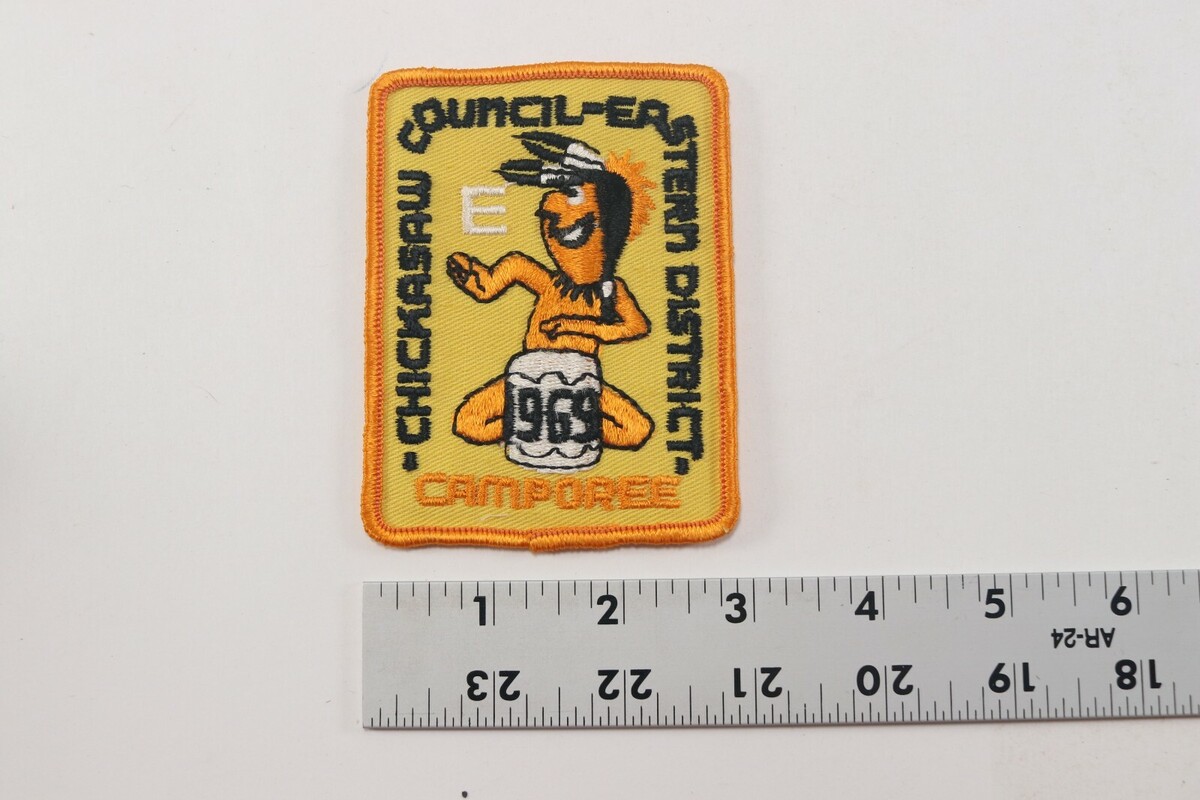 - CHICKASAW COUNCIL-EASTERN DISTRICT-
E
1969
CAMPOREE
1 2 3 4 5 6
AR-24
23 22 21 20 19 18